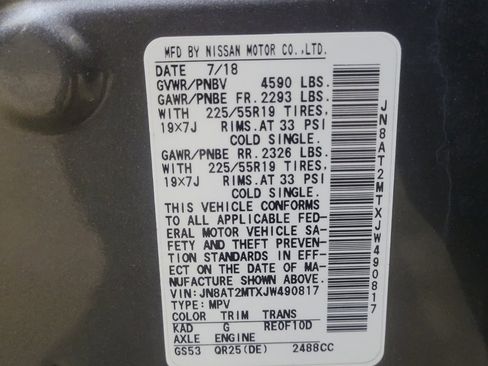 MFD BY NISSAN MOTOR CO.,LTD.
DATE 7/18
GVWR/PNBV 4590 LBS.
GAWR/PNBE FR. 2293 LBS.
WITH 225/55R19 TIRES,
19X7J RIMS.AT 33 PSI
COLD SINGLE.
GAWR/PNBE RR. 2326 LBS.
WITH 225/55R19 TIRES,
19X7J RIMS.AT 33 PSI
COLD SINGLE.
THIS VEHICLE CONFORMS
TO ALL APPLICABLE FED-
ERAL MOTOR VEHICLE SA-
FETY AND THEFT PREVEN-
TION STANDARDS IN EFF-
ECT ON THE DATE OF MA-
NUFACTURE SHOWN ABOVE.
VIN: JN8AT2MTXJW490817
TYPE: MPV
COLOR TRIM TRANS
KAD G RE0F10D
AXLE ENGINE
GS53 QR25(DE) 2488CC
JN8AT2MTXJW490817